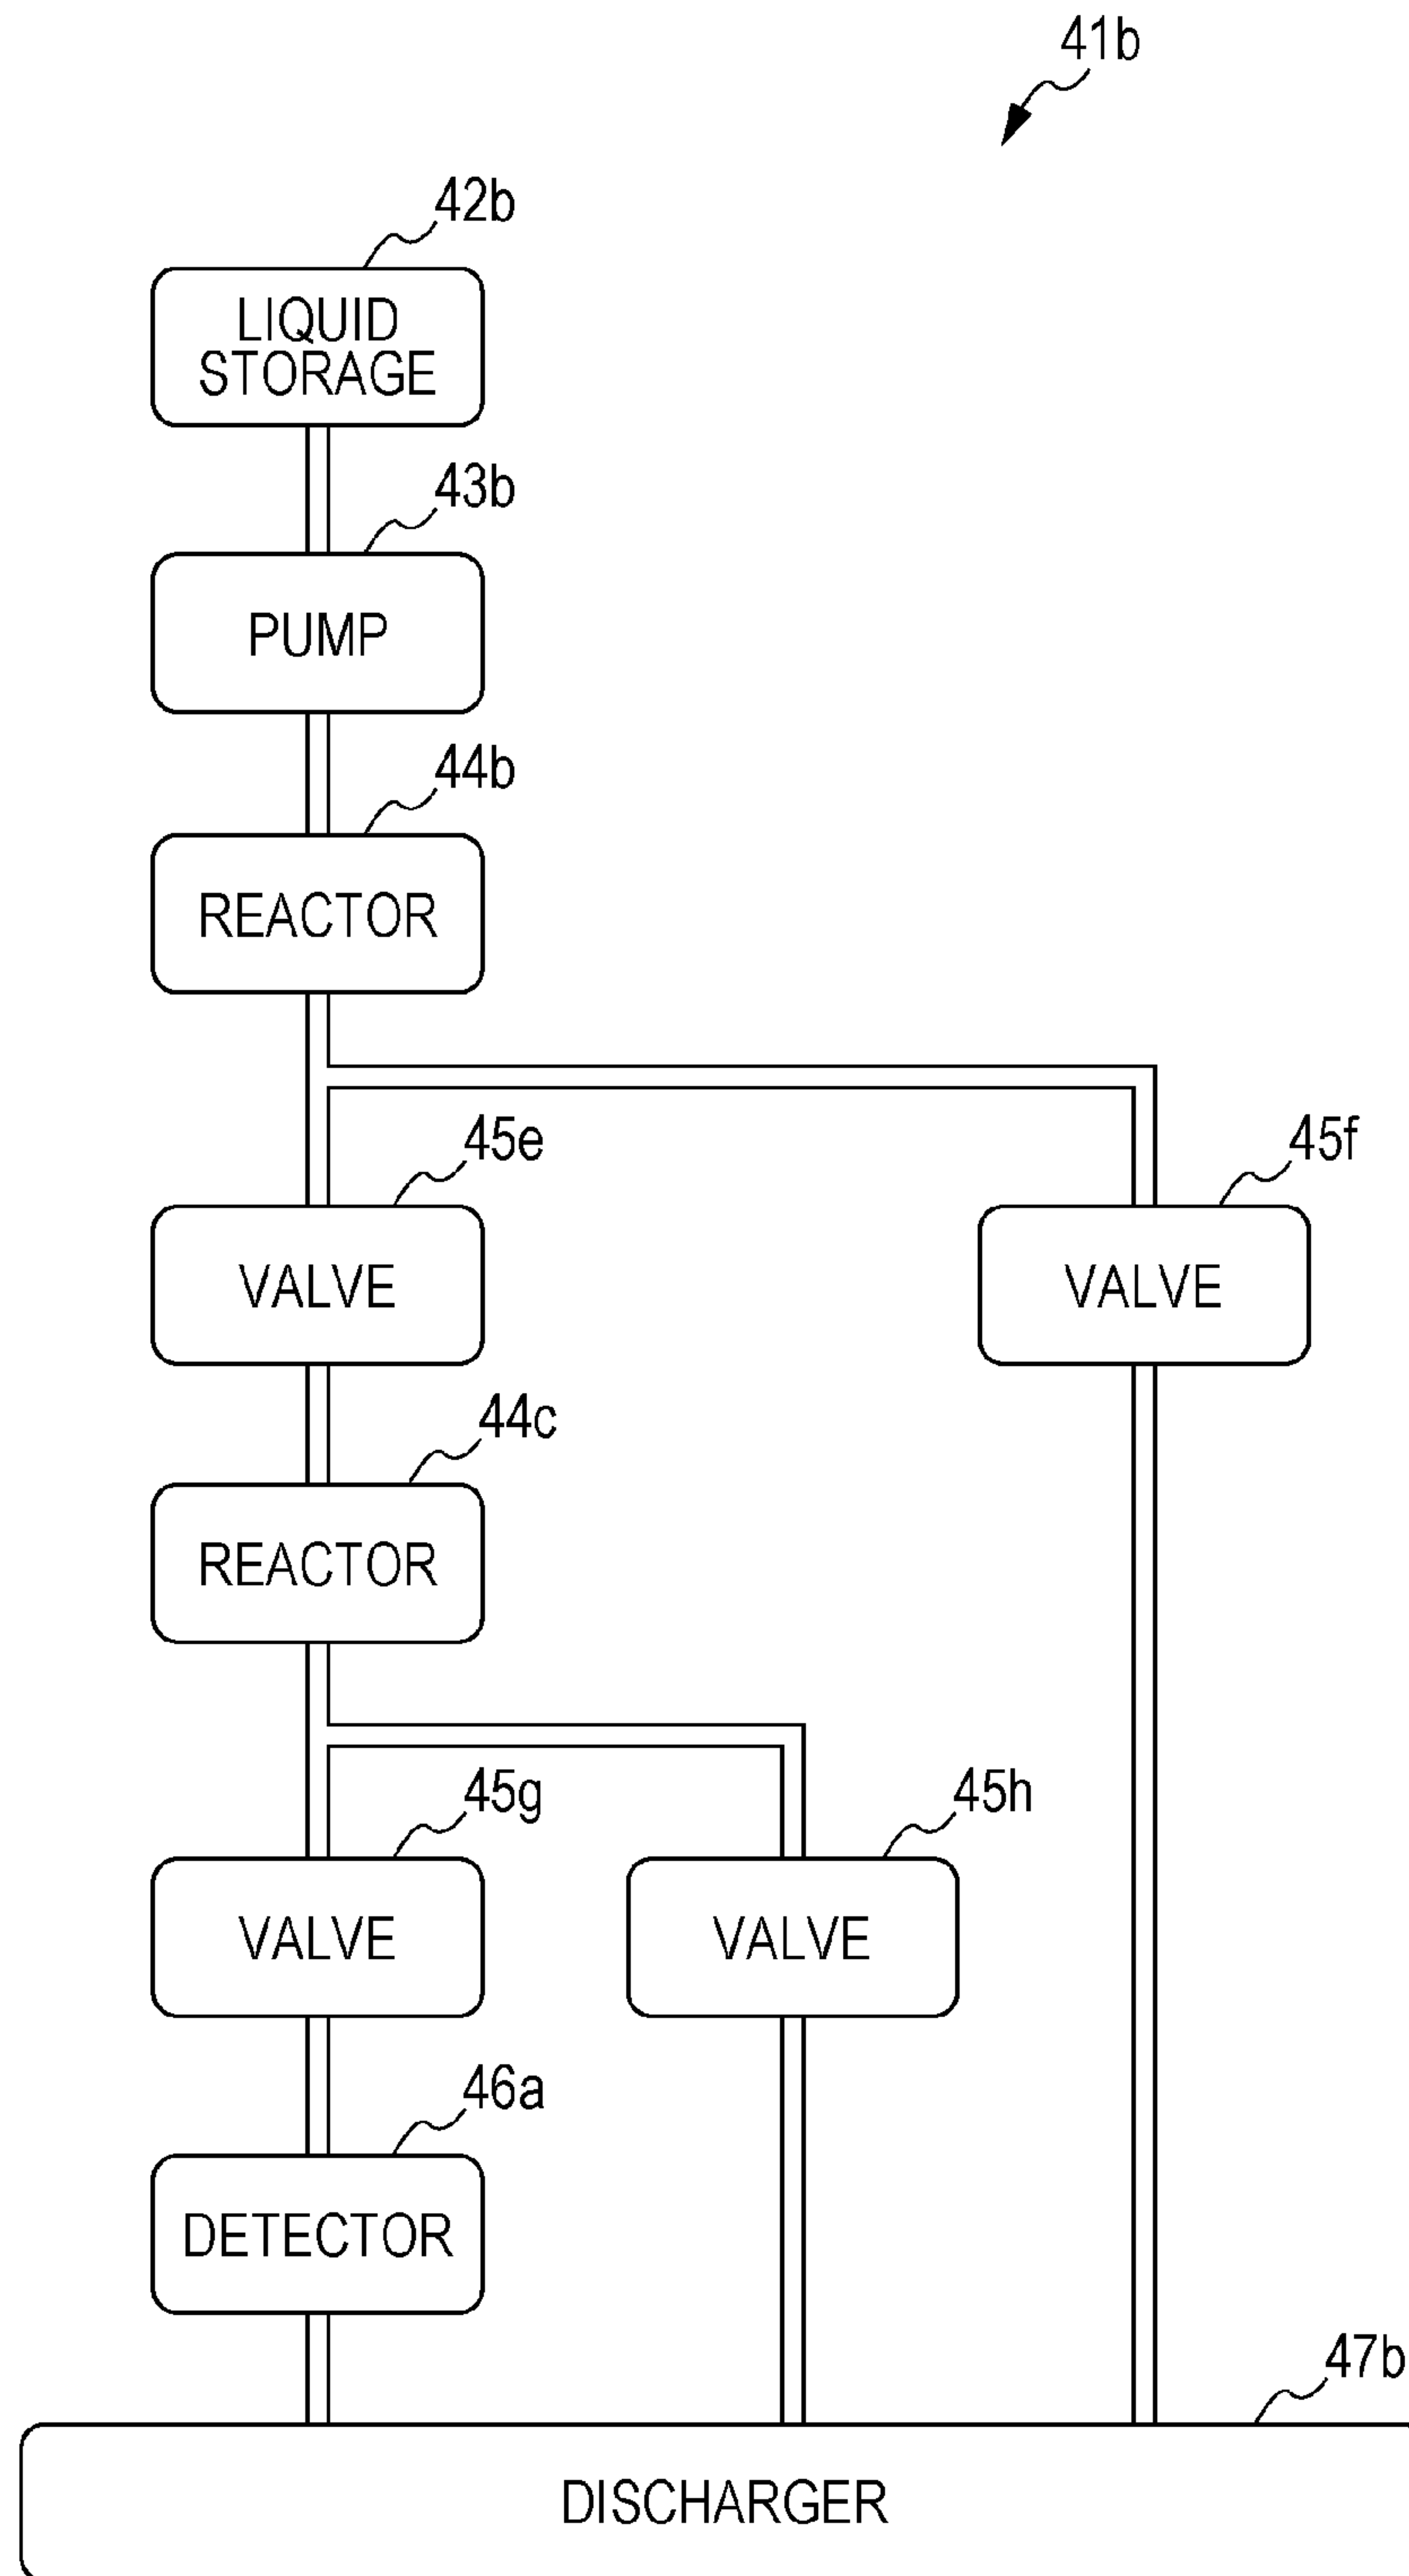 41b
42b
LIQUID
STORAGE
43b
PUMP
44b
REACTOR
45e
45f
VALVE
VALVE
44c
REACTOR
45g
45h
VALVE
VALVE
46a
DETECTOR
47b
DISCHARGER